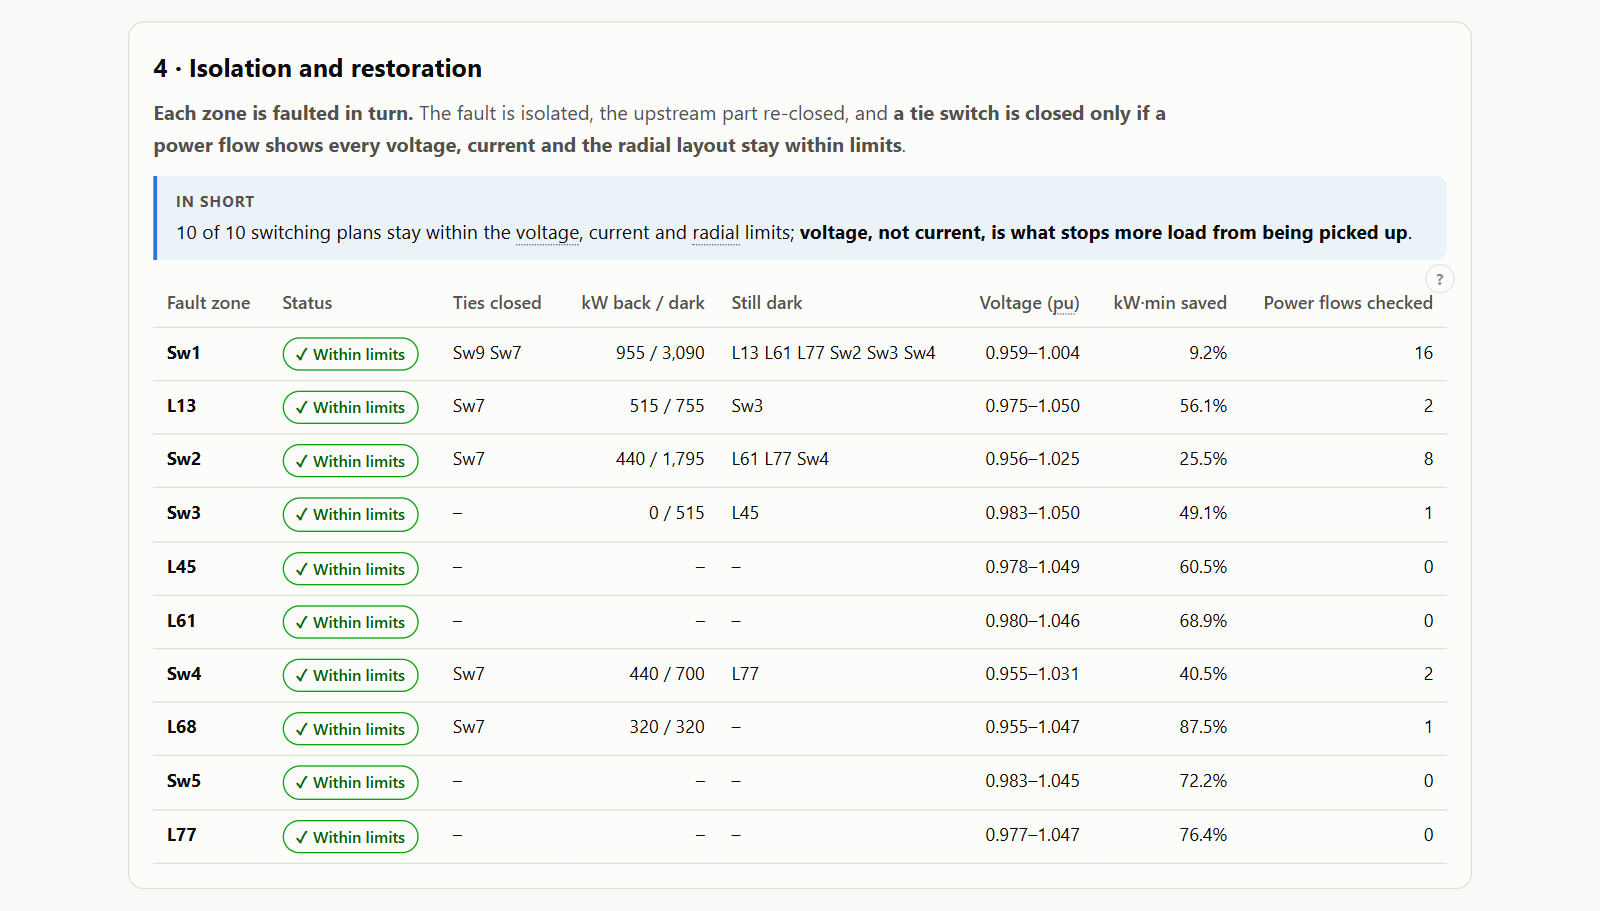 4 · Isolation and restoration
Each zone is faulted in turn. The fault is isolated, the upstream part re-closed, and a tie switch is closed only if a
power flow shows every voltage, current and the radial layout stay within limits.
IN SHORT
10 of 10 switching plans stay within the voltage, current and radial limits; voltage, not current, is what stops more load from being picked up.
?
Fault zone Status Ties closed kW back / dark Still dark Voltage (pu) kW·min saved Power flows checked
Sw1 ✓ Within limits Sw9 Sw7 955 / 3,090 L13 L61 L77 Sw2 Sw3 Sw4 0.959–1.004 9.2% 16
L13 ✓ Within limits Sw7 515 / 755 Sw3 0.975–1.050 56.1% 2
Sw2 ✓ Within limits Sw7 440 / 1,795 L61 L77 Sw4 0.956–1.025 25.5% 8
Sw3 ✓ Within limits – 0 / 515 L45 0.983–1.050 49.1% 1
L45 ✓ Within limits – – – 0.978–1.049 60.5% 0
L61 ✓ Within limits – – – 0.980–1.046 68.9% 0
Sw4 ✓ Within limits Sw7 440 / 700 L77 0.955–1.031 40.5% 2
L68 ✓ Within limits Sw7 320 / 320 – 0.955–1.047 87.5% 1
Sw5 ✓ Within limits – – – 0.983–1.045 72.2% 0
L77 ✓ Within limits – – – 0.977–1.047 76.4% 0